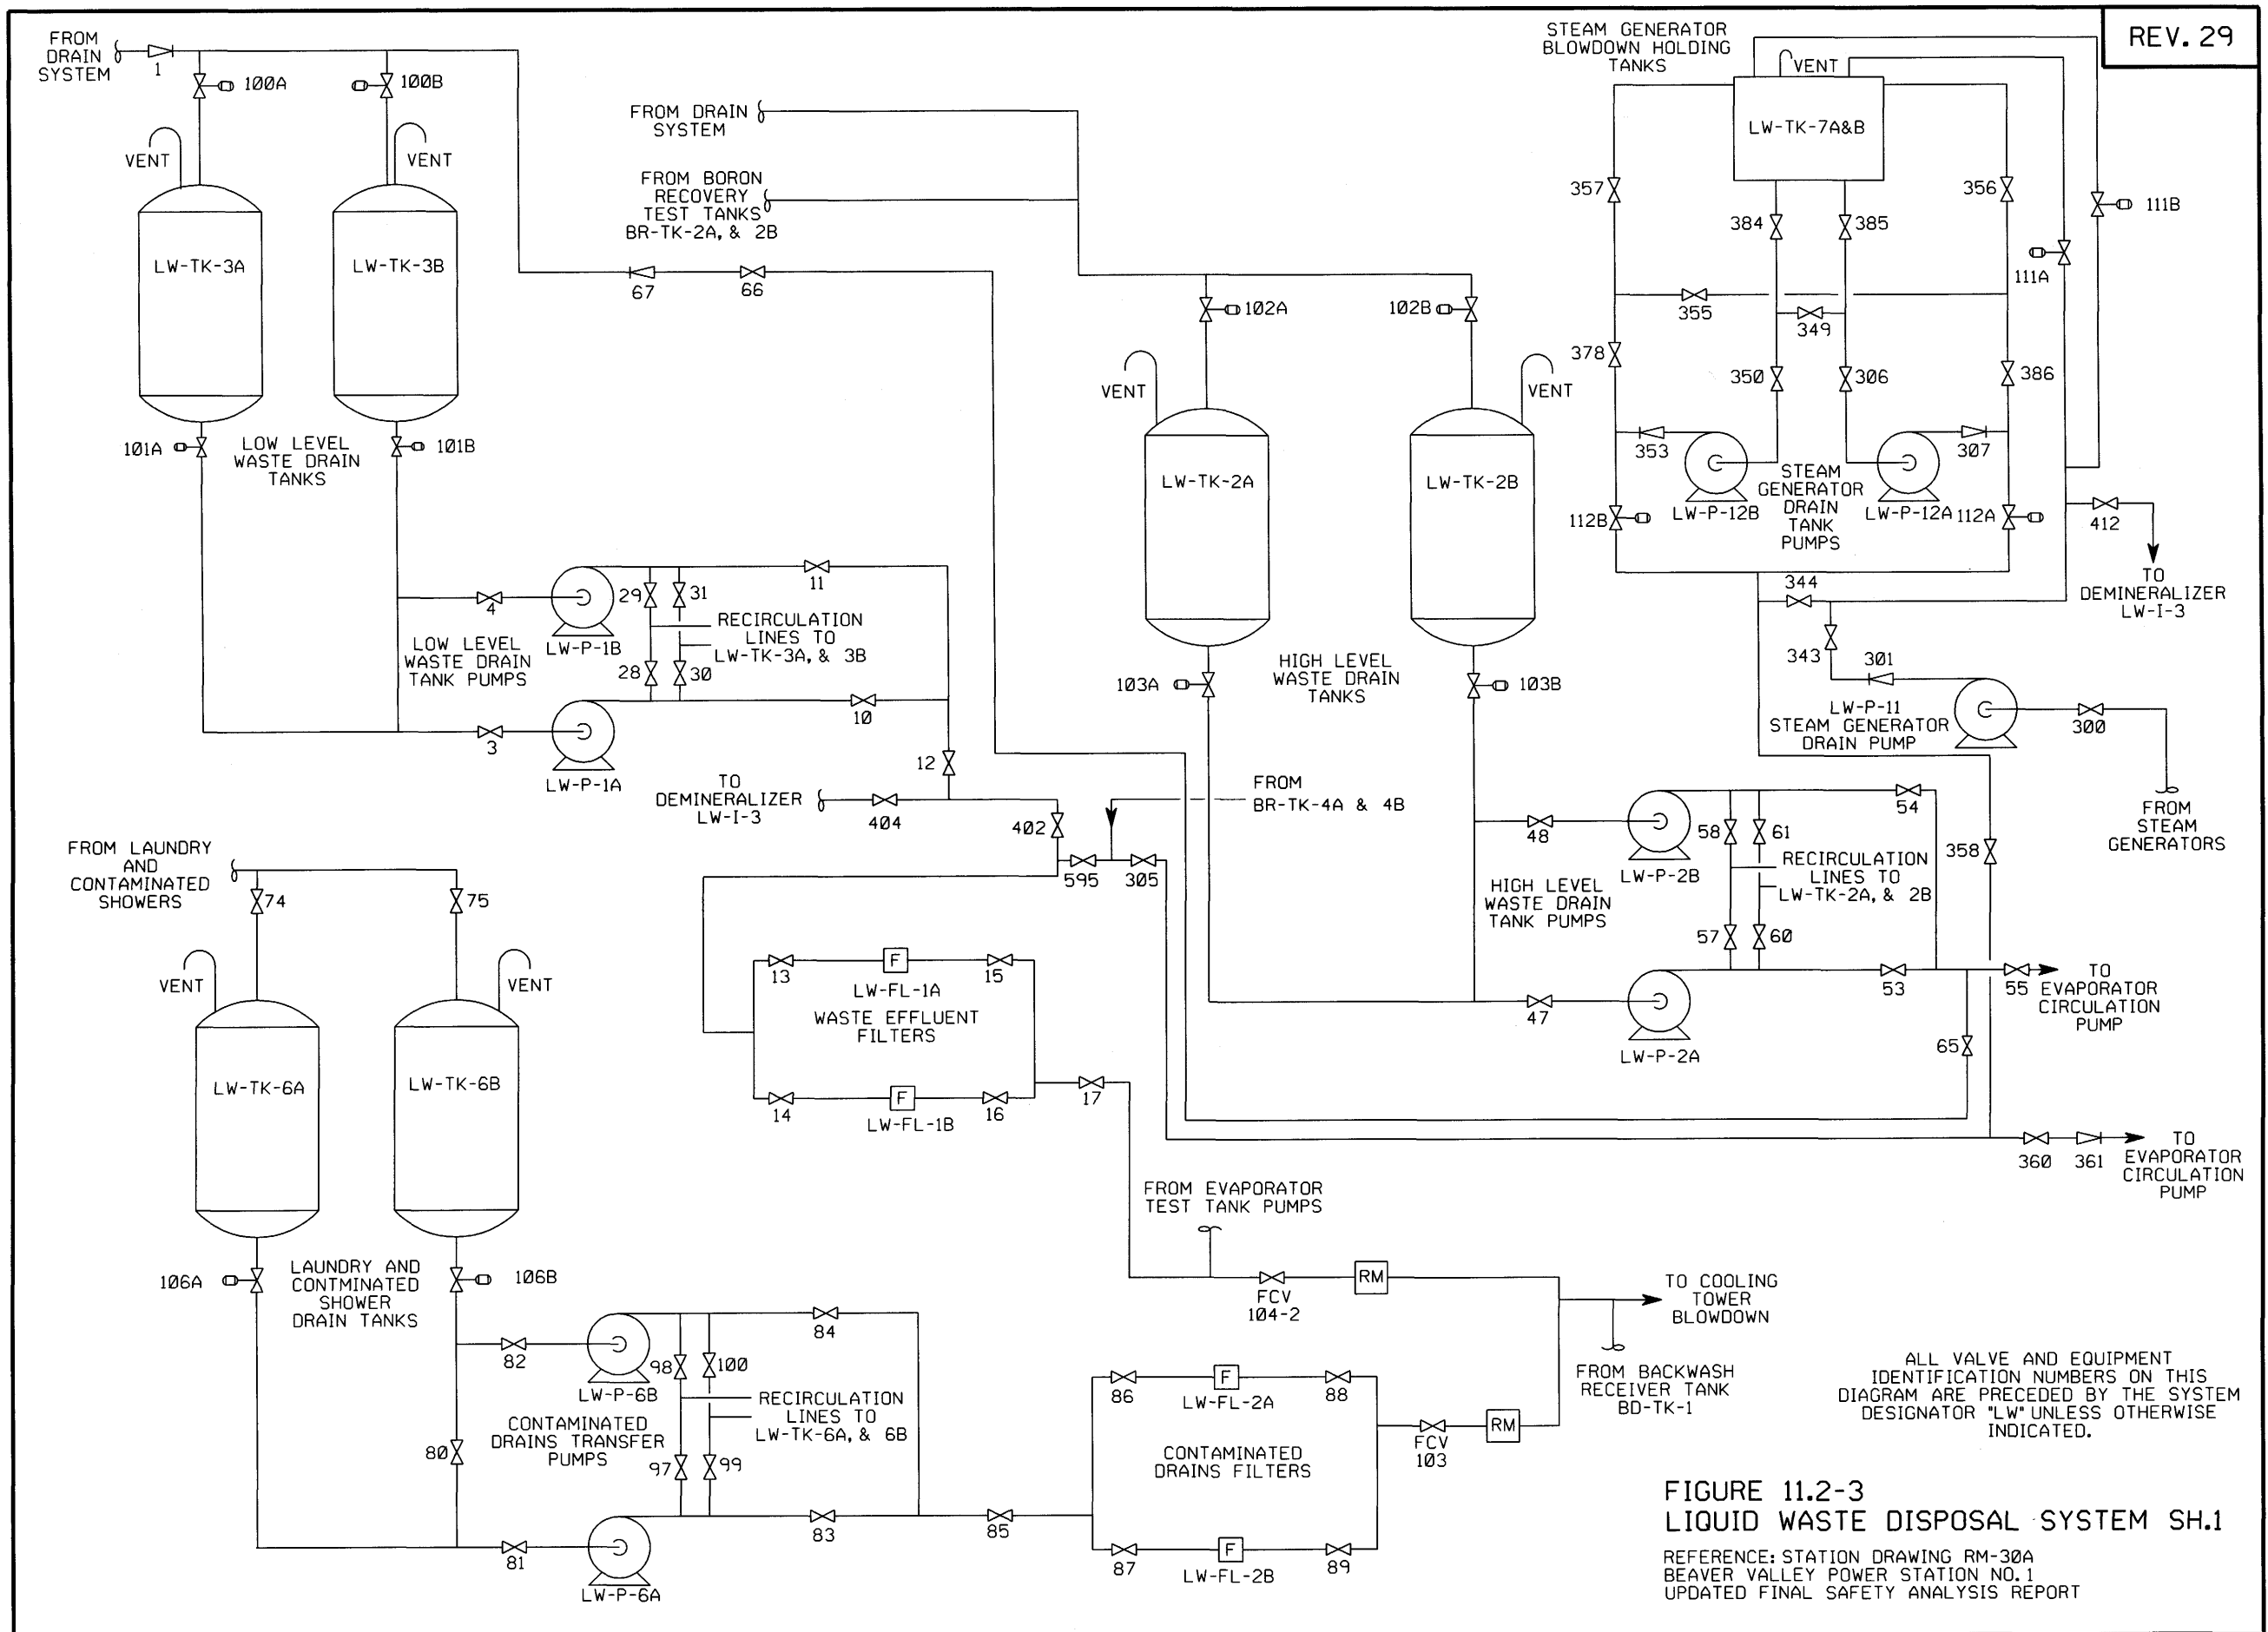 REV. 29
FROM
DRAIN
SYSTEM
1
100A
100B
VENT
VENT
LW-TK-3A
LW-TK-3B
101A
101B
LOW LEVEL
WASTE DRAIN
TANKS
FROM DRAIN
SYSTEM
FROM BORON
RECOVERY
TEST TANKS
BR-TK-2A, & 2B
67
66
4
LW-P-1B
29
31
11
RECIRCULATION
LINES TO
LW-TK-3A, & 3B
LOW LEVEL
WASTE DRAIN
TANK PUMPS
28
30
10
3
LW-P-1A
12
TO
DEMINERALIZER
LW-I-3
404
402
FROM
BR-TK-4A & 4B
595
305
102A
102B
VENT
VENT
LW-TK-2A
LW-TK-2B
103A
103B
HIGH LEVEL
WASTE DRAIN
TANKS
STEAM GENERATOR
BLOWDOWN HOLDING
TANKS
VENT
LW-TK-7A&B
357
356
384
385
111B
111A
355
349
378
350
306
386
353
307
LW-P-12B
LW-P-12A
STEAM
GENERATOR
DRAIN
TANK
PUMPS
112B
112A
412
TO
DEMINERALIZER
LW-I-3
344
343
301
LW-P-11
STEAM GENERATOR
DRAIN PUMP
300
FROM
STEAM
GENERATORS
48
LW-P-2B
58
61
54
RECIRCULATION
LINES TO
LW-TK-2A, & 2B
HIGH LEVEL
WASTE DRAIN
TANK PUMPS
57
60
358
47
LW-P-2A
53
55
TO
EVAPORATOR
CIRCULATION
PUMP
65
360
361
TO
EVAPORATOR
CIRCULATION
PUMP
FROM LAUNDRY
AND
CONTAMINATED
SHOWERS
74
75
VENT
VENT
LW-TK-6A
LW-TK-6B
106A
106B
LAUNDRY AND
CONTMINATED
SHOWER
DRAIN TANKS
13
F
15
LW-FL-1A
WASTE EFFLUENT
FILTERS
14
F
16
LW-FL-1B
17
FROM EVAPORATOR
TEST TANK PUMPS
FCV
104-2
RM
TO COOLING
TOWER
BLOWDOWN
FROM BACKWASH
RECEIVER TANK
BD-TK-1
82
LW-P-6B
98
100
84
RECIRCULATION
LINES TO
LW-TK-6A, & 6B
CONTAMINATED
DRAINS TRANSFER
PUMPS
80
97
99
81
LW-P-6A
83
85
86
F
88
LW-FL-2A
CONTAMINATED
DRAINS FILTERS
87
F
89
LW-FL-2B
FCV
103
RM
ALL VALVE AND EQUIPMENT
IDENTIFICATION NUMBERS ON THIS
DIAGRAM ARE PRECEDED BY THE SYSTEM
DESIGNATOR "LW" UNLESS OTHERWISE
INDICATED.
FIGURE 11.2-3
LIQUID WASTE DISPOSAL SYSTEM SH.1
REFERENCE: STATION DRAWING RM-30A
BEAVER VALLEY POWER STATION NO. 1
UPDATED FINAL SAFETY ANALYSIS REPORT